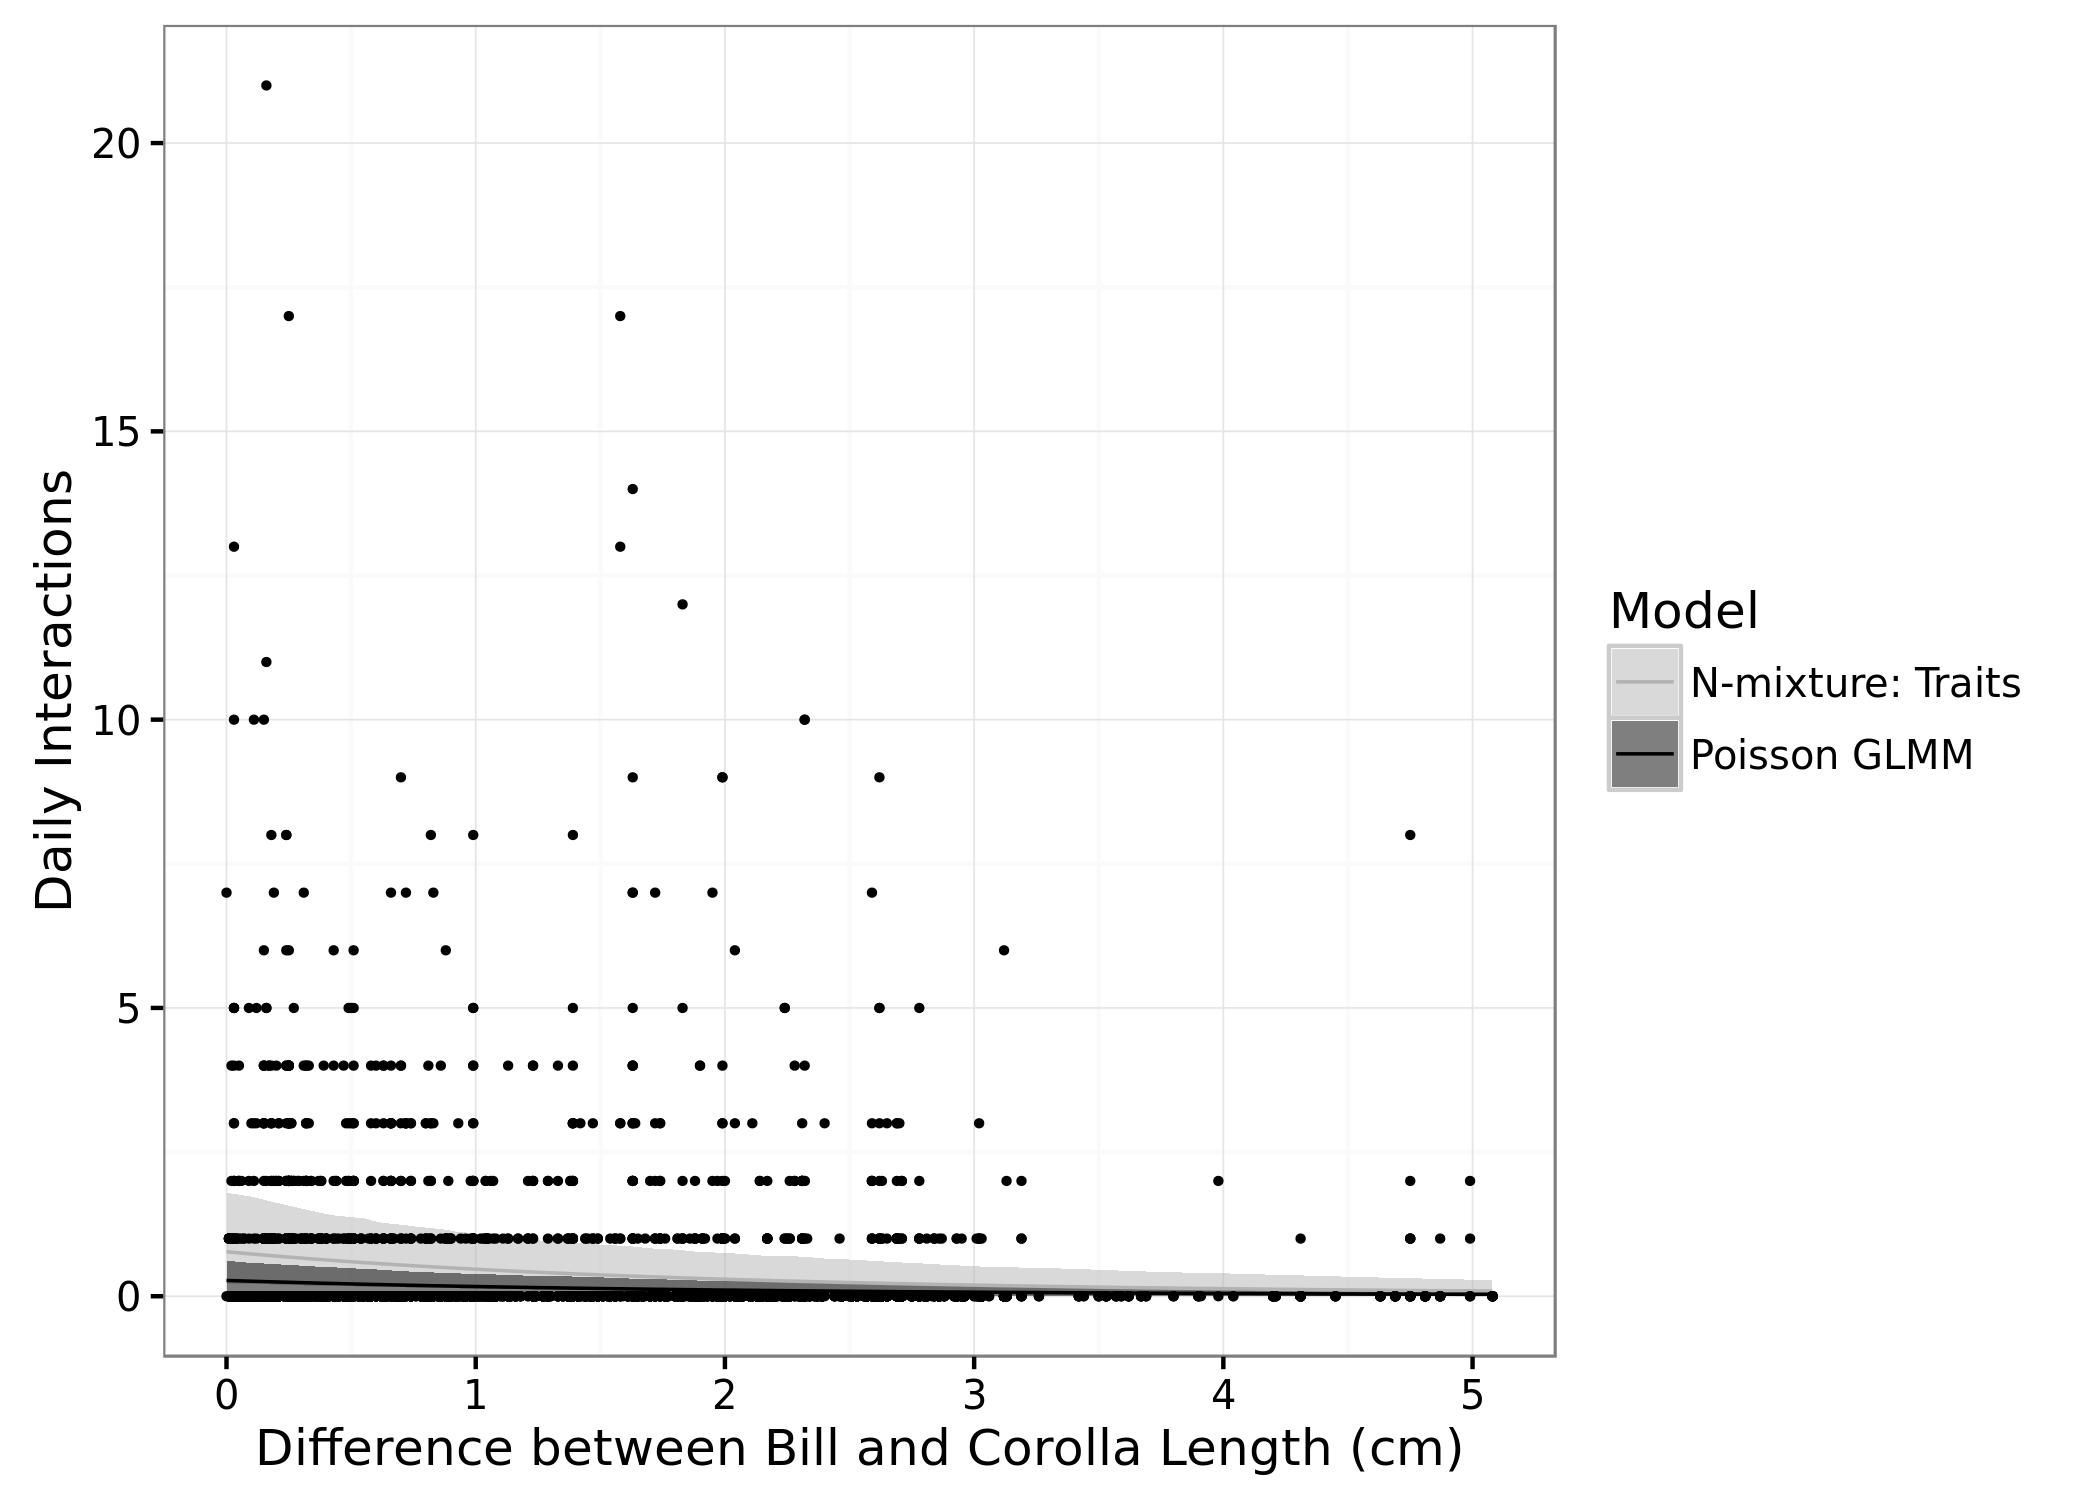 20
15
10
5
0
Daily Interactions
0 1 2 3 4 5
Difference between Bill and Corolla Length (cm)
Model
N-mixture: Traits
Poisson GLMM